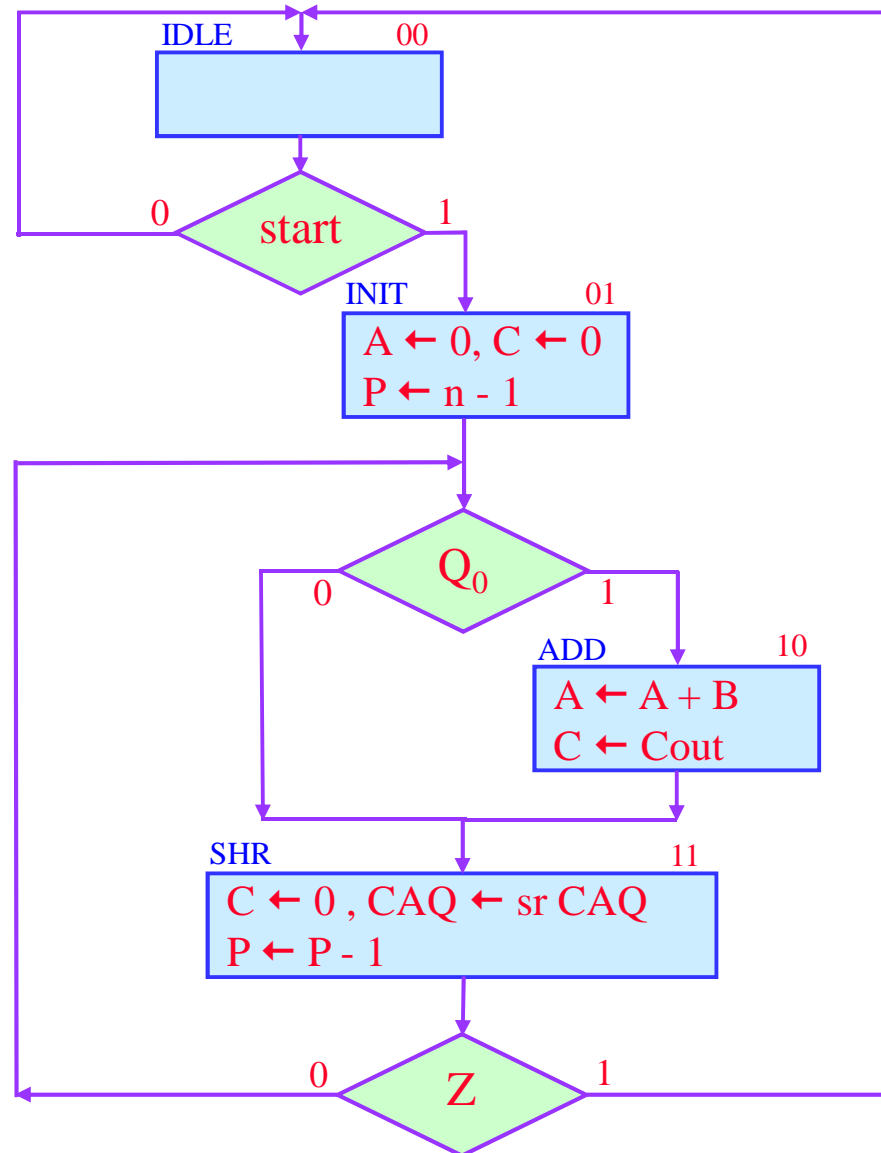 IDLE 00
start
0 1
INIT 01
A ← 0, C ← 0
P ← n - 1
Q₀
0 1
ADD 10
A ← A + B
C ← Cout
SHR 11
C ← 0 , CAQ ← sr CAQ
P ← P - 1
0 1
Z